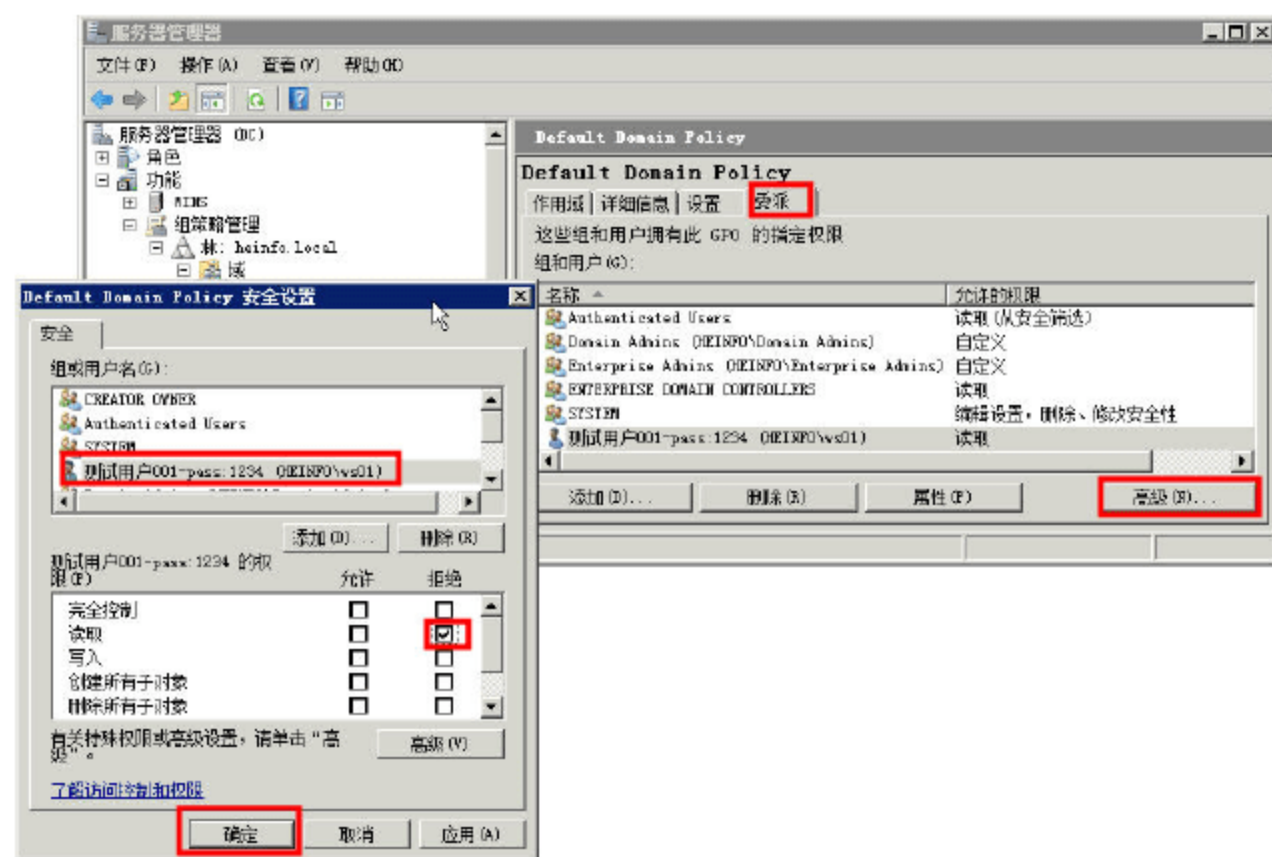 服务器管理器
文件(F) 操作(A) 查看(V) 帮助(H)
服务器管理器 (DC)
角色
功能
WINS
组策略管理
林: heinfo.local
域
Default Domain Policy
Default Domain Policy
作用域 详细信息 设置 委派
这些组和用户拥有此 GPO 的指定权限
组和用户(G):
名称 允许的权限
Authenticated Users 读取(从安全筛选)
Domain Admins (HEINFO\Domain Admins) 自定义
Enterprise Admins (HEINFO\Enterprise Admins) 自定义
ENTERPRISE DOMAIN CONTROLLERS 读取
SYSTEM 编辑设置，删除、修改安全性
测试用户001-pass:1234 (HEINFO\ws01) 读取
添加(D)... 删除(R) 属性(P) 高级(N)...
Default Domain Policy 安全设置
安全
组或用户名(G):
CREATOR OWNER
Authenticated Users
SYSTEM
测试用户001-pass:1234 (HEINFO\ws01)
添加(D)... 删除(R)
测试用户001-pass:1234 的权
限(P) 允许 拒绝
完全控制
读取
写入
创建所有子对象
删除所有子对象
有关特殊权限或高级设置，请单击“高
级”。
高级(V)
了解访问控制和权限
确定 取消 应用(A)